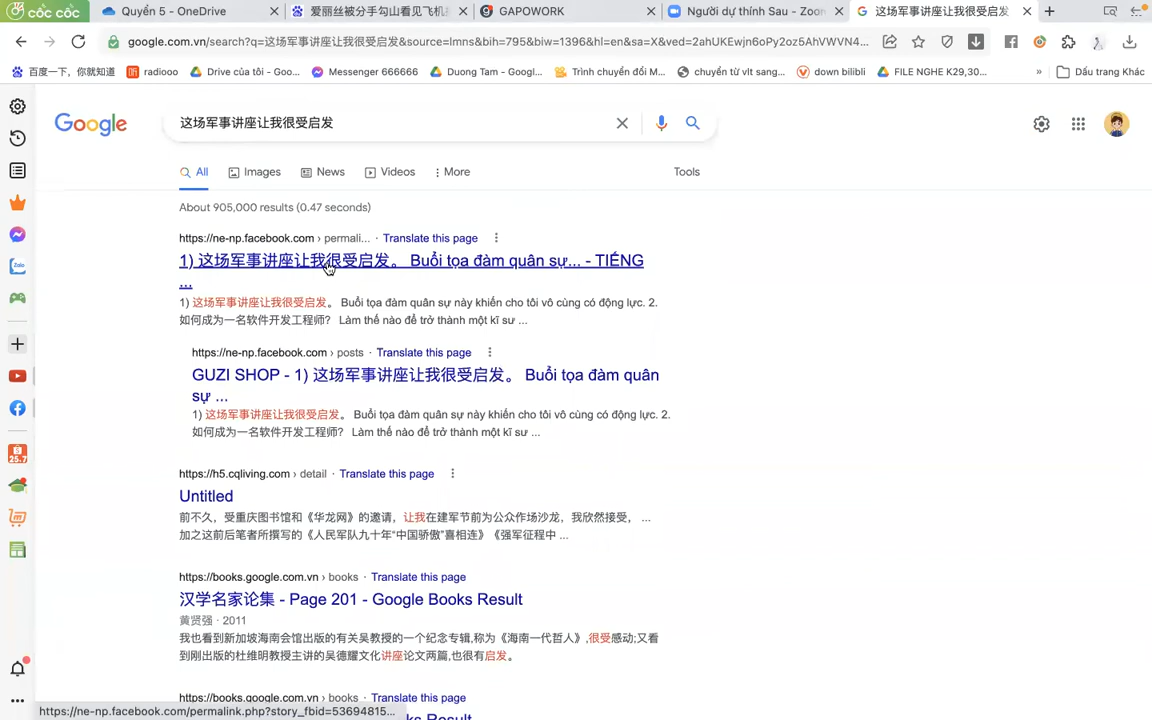 CỐC CỐC
Quyển 5 - OneDrive
爱丽丝被分手勾山看见飞机
GAPOWORK
Người dự thính Sau - Zoom
这场军事讲座让我很受启发
google.com.vn/search?q=这场军事讲座让我很受启发&source=lmns&bih=795&biw=1396&hl=en&sa=X&ved=2ahUKEwjn6oPy2oz5AhVWVN4...
百度一下，你就知道
radiooo
Drive của tôi - Goo...
Messenger 666666
Duong Tam - Googl...
Trình chuyển đổi M...
chuyển từ vlt sang...
down bilibli
FILE NGHE K29,30...
»
Dấu trang Khác
Google
这场军事讲座让我很受启发
All
Images
News
Videos
More
Tools
About 905,000 results (0.47 seconds)
https://ne-np.facebook.com › permali... · Translate this page
1) 这场军事讲座让我很受启发。 Buổi tọa đàm quân sự... - TIẾNG
...
1) 这场军事讲座让我很受启发。 Buổi tọa đàm quân sự này khiến cho tôi vô cùng có động lực. 2.
如何成为一名软件开发工程师? Làm thế nào để trở thành một kĩ sư ...
https://ne-np.facebook.com › posts · Translate this page
GUZI SHOP - 1) 这场军事讲座让我很受启发。 Buổi tọa đàm quân
sự ...
1) 这场军事讲座让我很受启发。 Buổi tọa đàm quân sự này khiến cho tôi vô cùng có động lực. 2.
如何成为一名软件开发工程师? Làm thế nào để trở thành một kĩ sư ...
https://h5.cqliving.com › detail · Translate this page
Untitled
前不久，受重庆图书馆和《华龙网》的邀请，让我在建军节前为公众作场沙龙，我欣然接受， ...
加之这前后笔者所撰写的《人民军队九十年“中国骄傲”喜相连》《强军征程中 ...
https://books.google.com.vn › books · Translate this page
汉学名家论集 - Page 201 - Google Books Result
黄贤强 · 2011
我也看到新加坡海南会馆出版的有关吴教授的一个纪念专辑,称为《海南一代哲人》,很受感动;又看
到刚出版的杜维明教授主讲的吴德耀文化讲座论文两篇,也很有启发。
https://books.google.com.vn › books · Translate this page
ks Result
https://ne-np.facebook.com/permalink.php?story_fbid=53694815...
Zalo
25.7